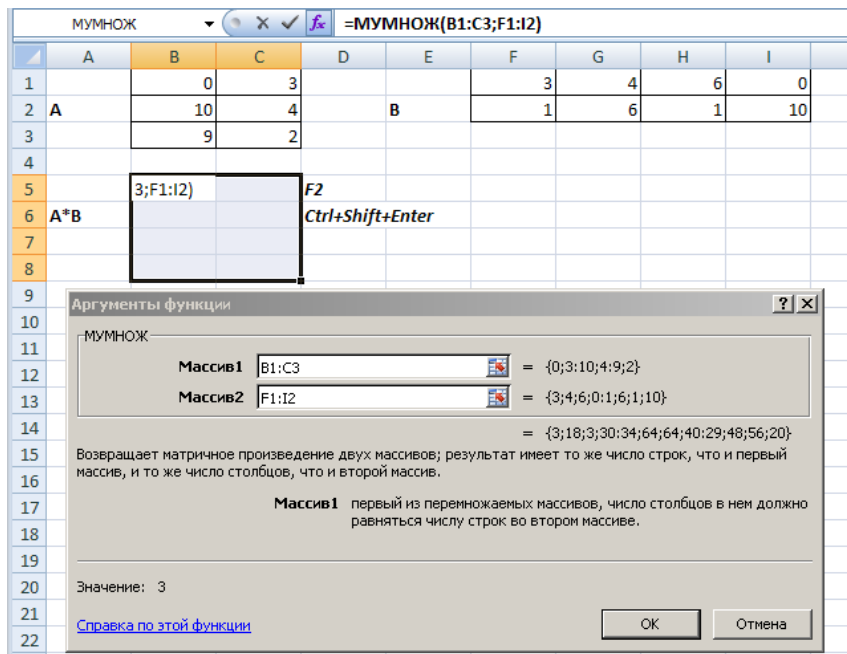 МУМНОЖ fx =МУМНОЖ(B1:C3;F1:I2)
A B C D E F G H I
1 0 3 3 4 6 0
2 A 10 4 B 1 6 1 10
3 9 2
4
5 3;F1:I2) F2
6 A*B Ctrl+Shift+Enter
7
8
9
10
11
12
13
14
15
16
17
18
19
20
21
22
Аргументы функции
МУМНОЖ
Массив1 B1:C3 = {0;3:10;4:9;2}
Массив2 F1:I2 = {3;4;6;0:1;6;1;10}
= {3;18;3;30:34;64;64;40:29;48;56;20}
Возвращает матричное произведение двух массивов; результат имеет то же число строк, что и первый
массив, и то же число столбцов, что и второй массив.
Массив1 первый из перемножаемых массивов, число столбцов в нем должно
равняться числу строк во втором массиве.
Значение: 3
Справка по этой функции
ОК Отмена